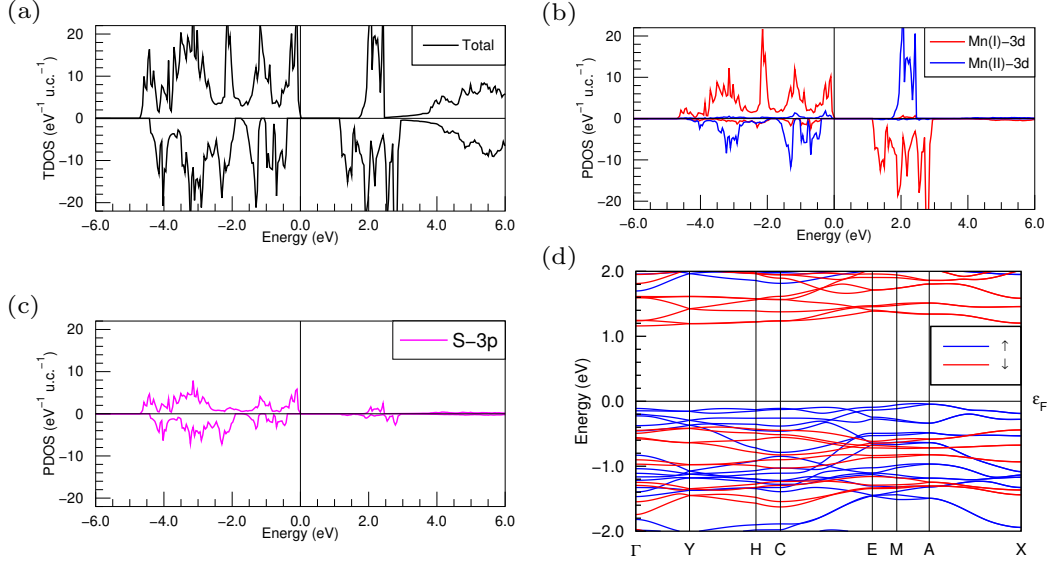 (a)
20
10
0
−10
−20
TDOS (eV⁻¹ u.c.⁻¹)
Total
−6.0 −4.0 −2.0 0.0 2.0 4.0 6.0
Energy (eV)
(b)
20
10
0
−10
−20
PDOS (eV⁻¹ u.c.⁻¹)
Mn(I)−3d
Mn(II)−3d
−6.0 −4.0 −2.0 0.0 2.0 4.0 6.0
Energy (eV)
(c)
20
10
0
−10
−20
PDOS (eV⁻¹ u.c.⁻¹)
S−3p
−6.0 −4.0 −2.0 0.0 2.0 4.0 6.0
Energy (eV)
(d)
2.0
1.0
0.0
−1.0
−2.0
Energy (eV)
↑
↓
εF
Γ Y H C E M A X